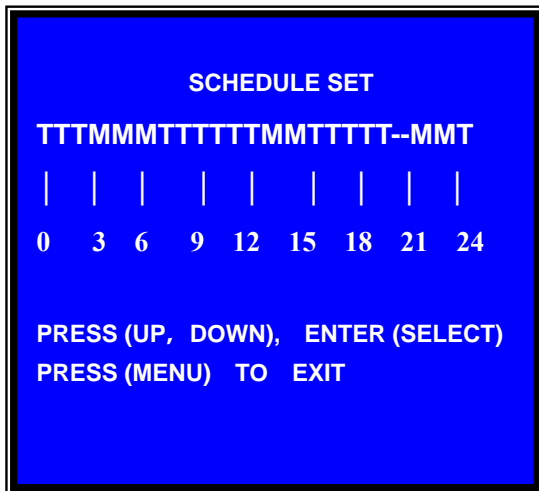 SCHEDULE SET
TTTMMMTTTTTTMMTTTTT--MMT
| | | | | | | | |
0 3 6 9 12 15 18 21 24
PRESS (UP, DOWN), ENTER (SELECT)
PRESS (MENU) TO EXIT